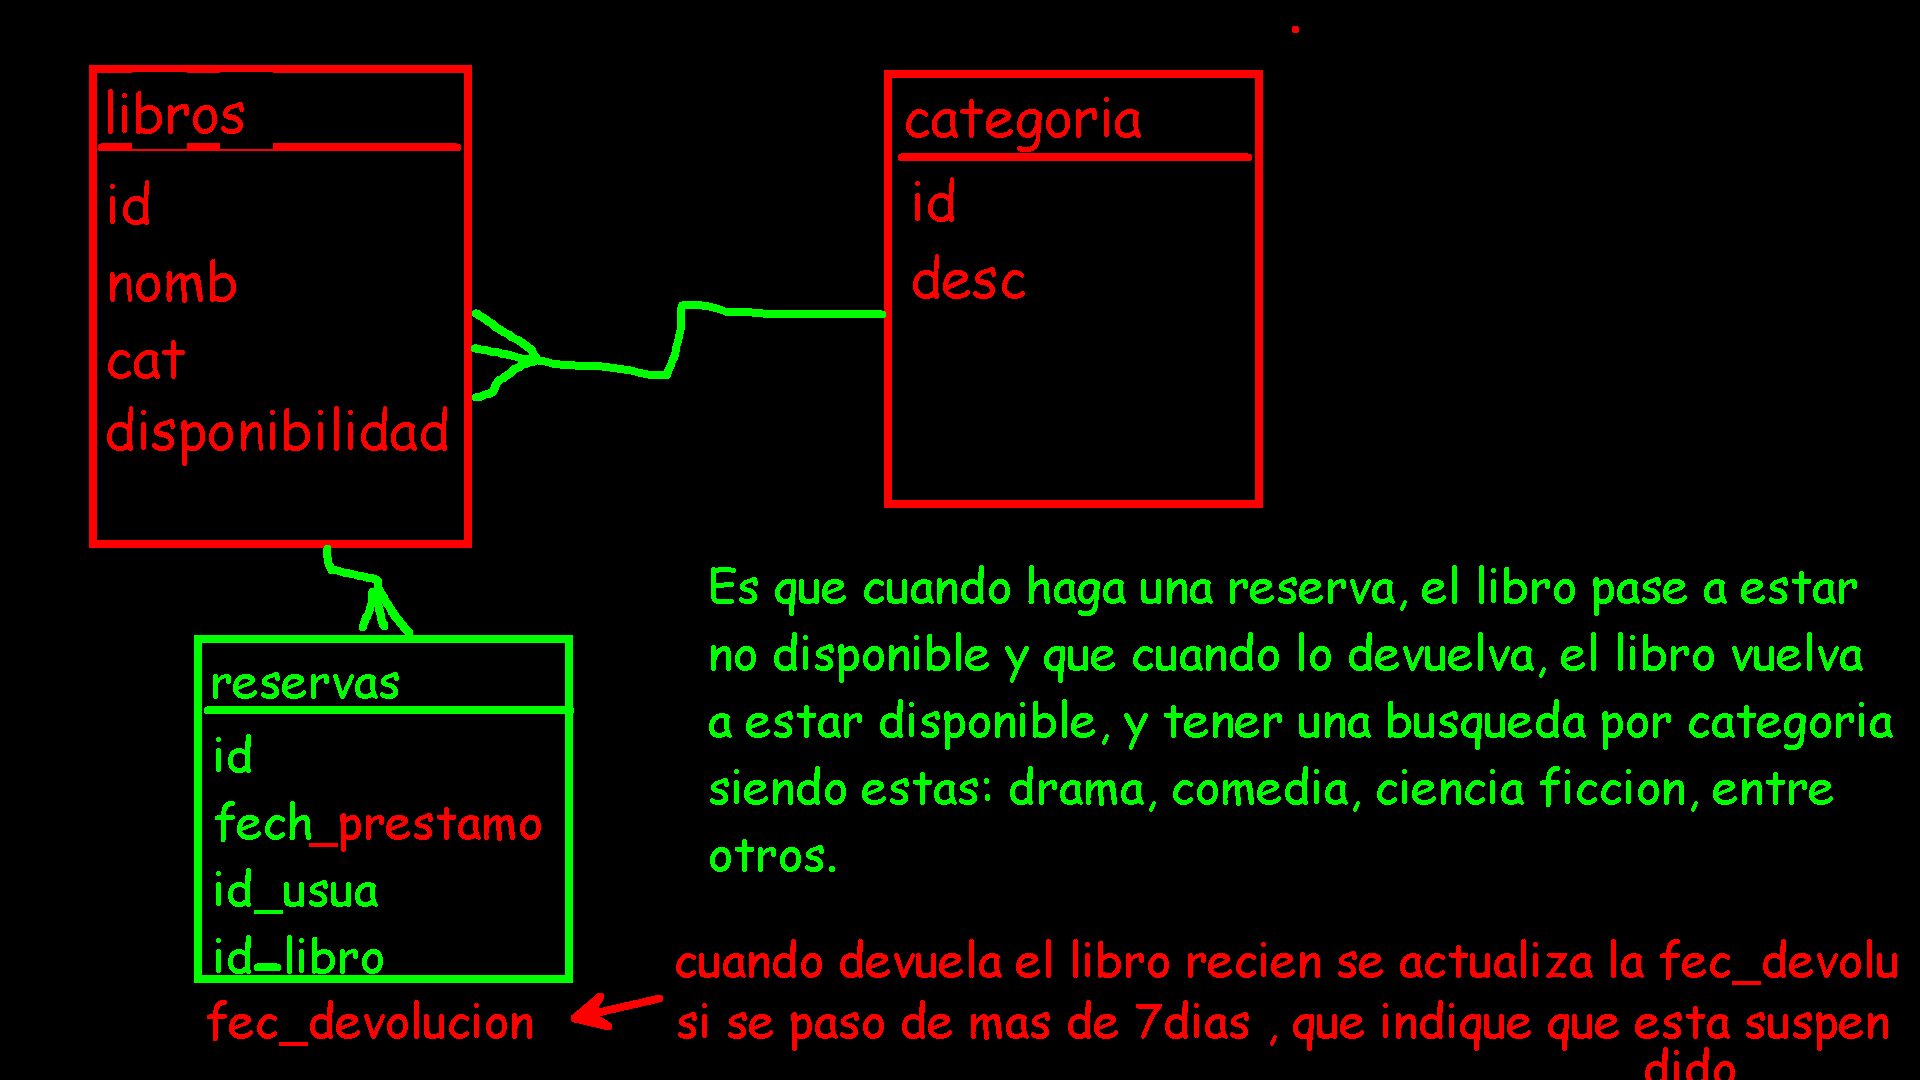 libros
id
nomb
cat
disponibilidad
categoria
id
desc
reservas
id
fech_prestamo
id_usua
id_libro
fec_devolucion
Es que cuando haga una reserva, el libro pase a estar
no disponible y que cuando lo devuelva, el libro vuelva
a estar disponible, y tener una busqueda por categoria
siendo estas: drama, comedia, ciencia ficcion, entre
otros.
cuando devuela el libro recien se actualiza la fec_devolu
si se paso de mas de 7dias , que indique que esta suspen
dido